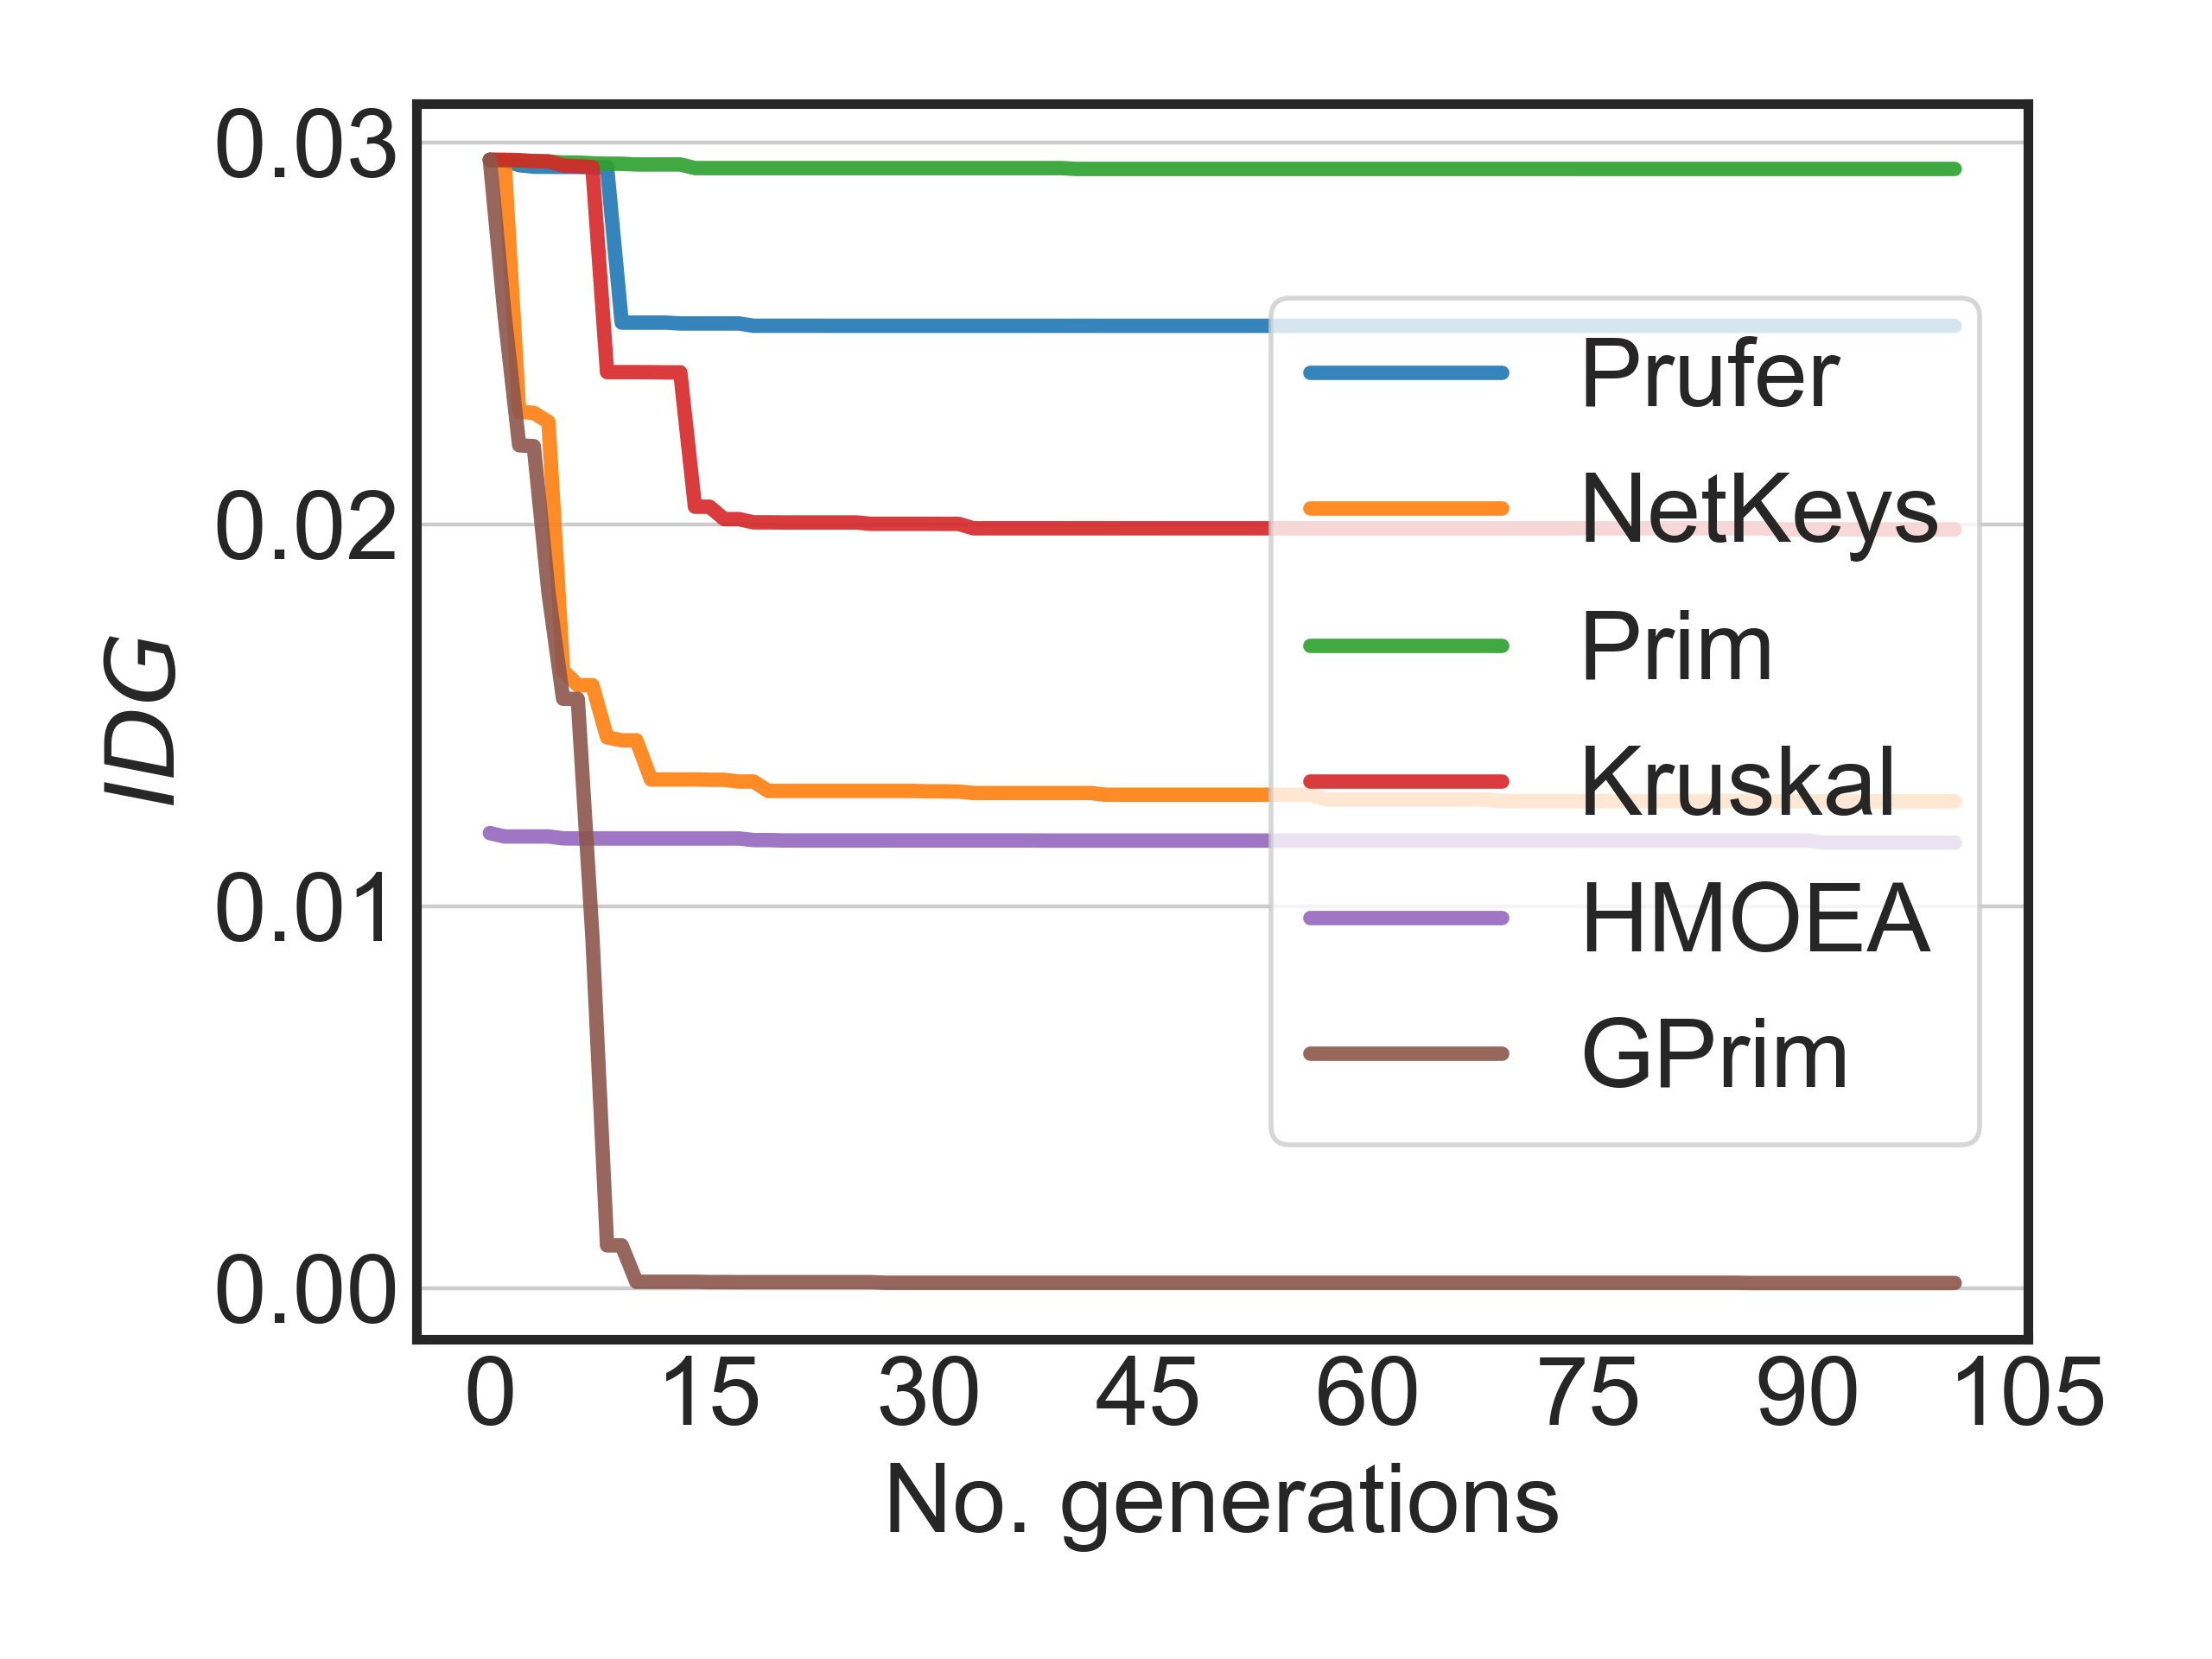 0.03
0.02
0.01
0.00
IDG
0 15 30 45 60 75 90 105
No. generations
Prufer
NetKeys
Prim
Kruskal
HMOEA
GPrim